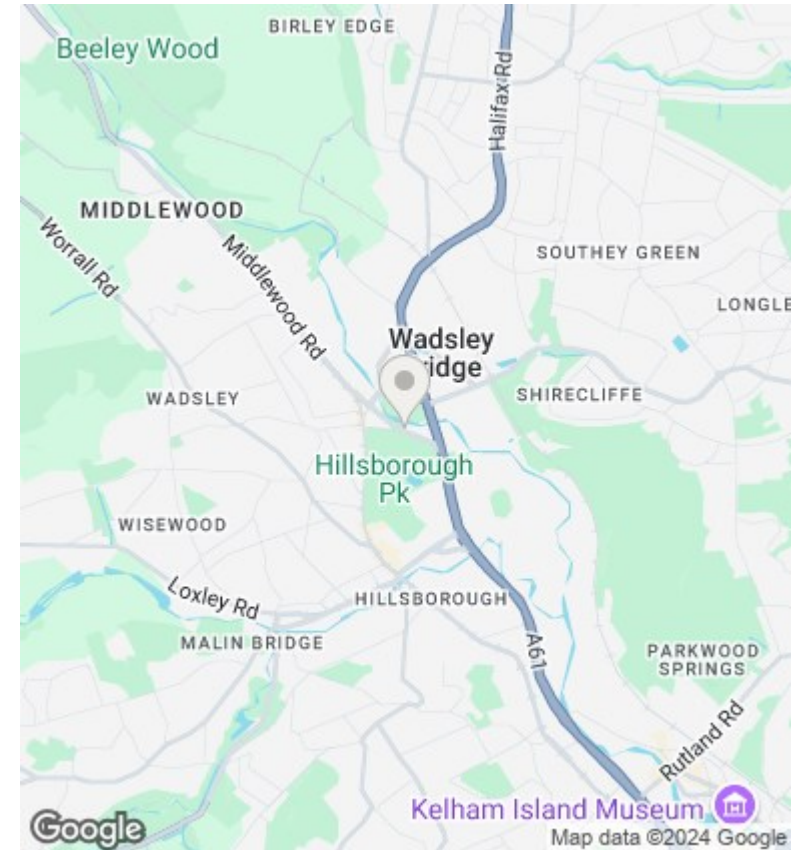 BIRLEY EDGE
Beeley Wood
Halifax Rd
MIDDLEWOOD
Worrall Rd
Middlewood Rd
SOUTHEY GREEN
LONGLE
Wadsley
ridge
WADSLEY
SHIRECLIFFE
Hillsborough
Pk
WISEWOOD
Loxley Rd
HILLSBOROUGH
MALIN BRIDGE
A61
PARKWOOD
SPRINGS
Rutland Rd
Kelham Island Museum
Google
Map data ©2024 Google